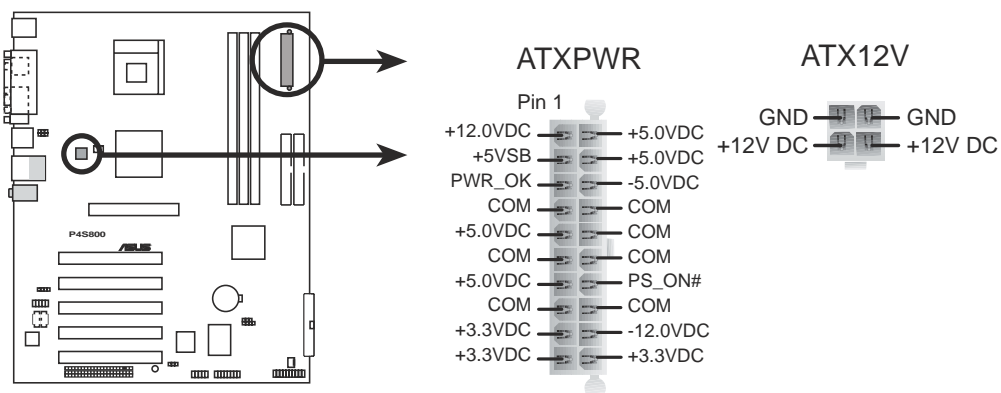 ATXPWR
Pin 1
+12.0VDC +5.0VDC
+5VSB +5.0VDC
PWR_OK -5.0VDC
COM COM
+5.0VDC COM
COM COM
+5.0VDC PS_ON#
COM COM
+3.3VDC -12.0VDC
+3.3VDC +3.3VDC
ATX12V
GND GND
+12V DC +12V DC
P4S800
ASUS